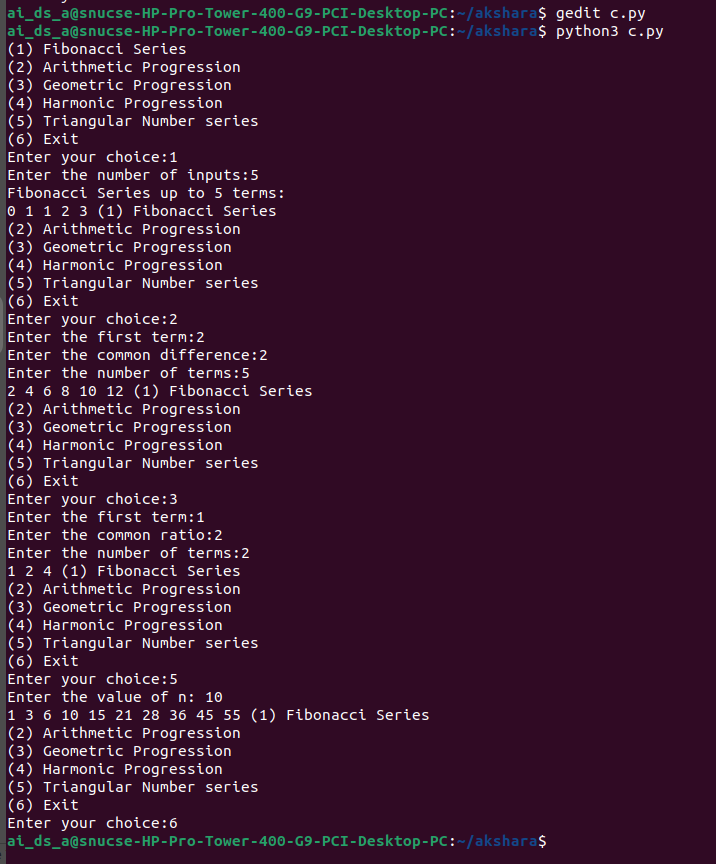 ai_ds_a@snucse-HP-Pro-Tower-400-G9-PCI-Desktop-PC:~/akshara$ gedit c.py
ai_ds_a@snucse-HP-Pro-Tower-400-G9-PCI-Desktop-PC:~/akshara$ python3 c.py
(1) Fibonacci Series
(2) Arithmetic Progression
(3) Geometric Progression
(4) Harmonic Progression
(5) Triangular Number series
(6) Exit
Enter your choice:1
Enter the number of inputs:5
Fibonacci Series up to 5 terms:
0 1 1 2 3 (1) Fibonacci Series
(2) Arithmetic Progression
(3) Geometric Progression
(4) Harmonic Progression
(5) Triangular Number series
(6) Exit
Enter your choice:2
Enter the first term:2
Enter the common difference:2
Enter the number of terms:5
2 4 6 8 10 12 (1) Fibonacci Series
(2) Arithmetic Progression
(3) Geometric Progression
(4) Harmonic Progression
(5) Triangular Number series
(6) Exit
Enter your choice:3
Enter the first term:1
Enter the common ratio:2
Enter the number of terms:2
1 2 4 (1) Fibonacci Series
(2) Arithmetic Progression
(3) Geometric Progression
(4) Harmonic Progression
(5) Triangular Number series
(6) Exit
Enter your choice:5
Enter the value of n: 10
1 3 6 10 15 21 28 36 45 55 (1) Fibonacci Series
(2) Arithmetic Progression
(3) Geometric Progression
(4) Harmonic Progression
(5) Triangular Number series
(6) Exit
Enter your choice:6
ai_ds_a@snucse-HP-Pro-Tower-400-G9-PCI-Desktop-PC:~/akshara$